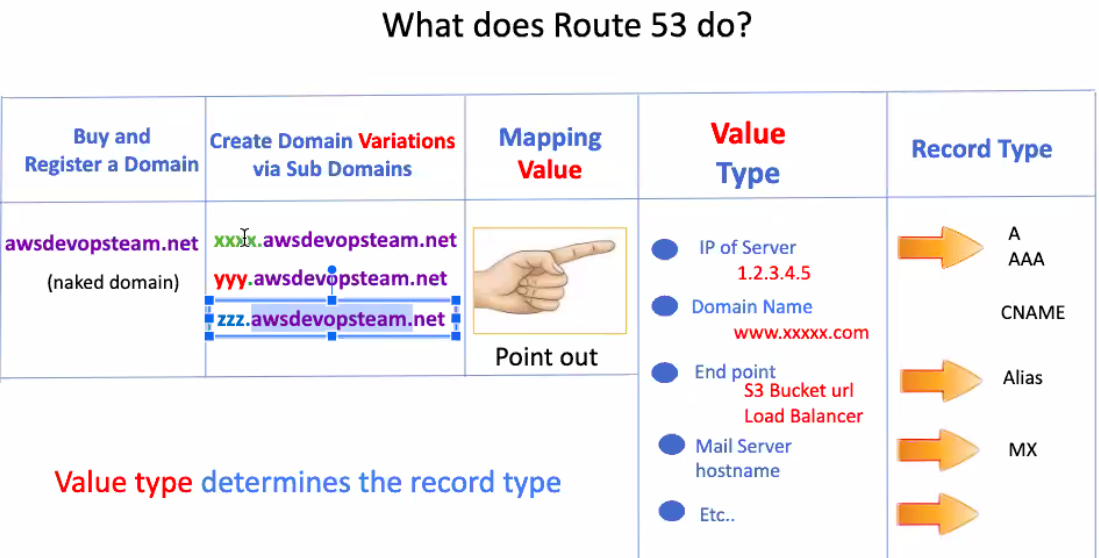 What does Route 53 do?
Buy and
Register a Domain
Create Domain Variations
via Sub Domains
Mapping
Value
Value
Type
Record Type
awsdevopsteam.net
(naked domain)
xxxx.awsdevopsteam.net
yyy.awsdevopsteam.net
zzz.awsdevopsteam.net
Point out
IP of Server
1.2.3.4.5
Domain Name
www.xxxxx.com
End point
S3 Bucket url
Load Balancer
Mail Server
hostname
Etc..
A
AAA
CNAME
Alias
MX
Value type determines the record type